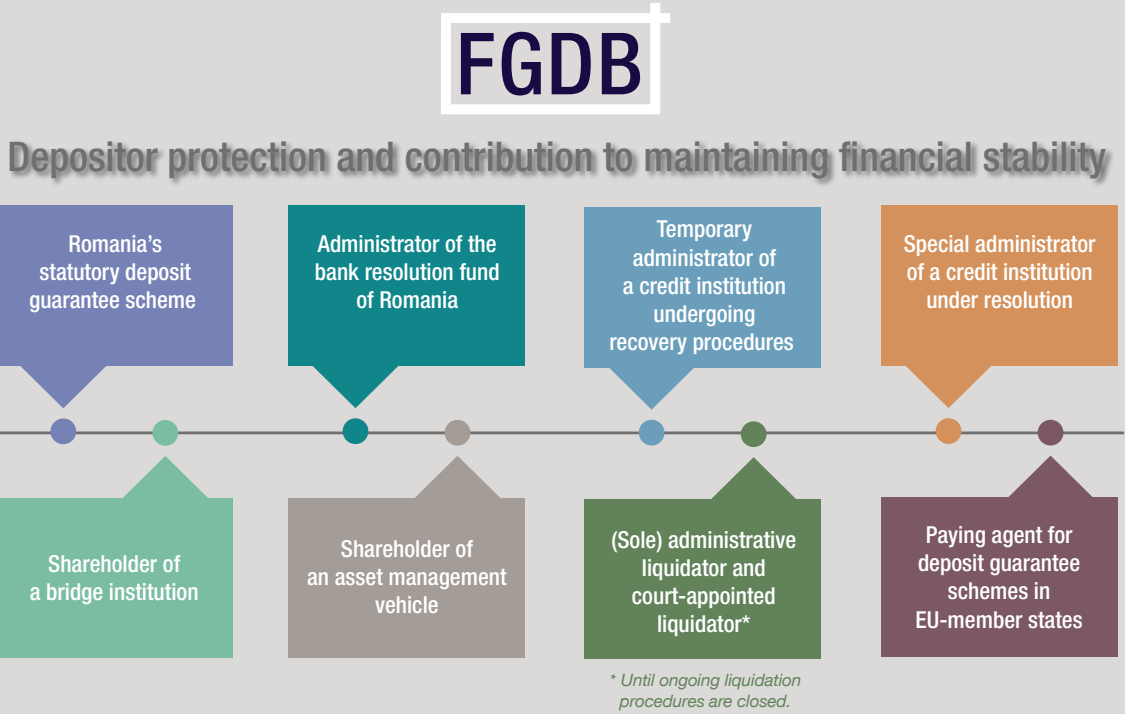 FGDB
Depositor protection and contribution to maintaining financial stability
Romania's
statutory deposit
guarantee scheme
Administrator of the
bank resolution fund
of Romania
Temporary
administrator of
a credit institution
undergoing
recovery procedures
Special administrator
of a credit institution
under resolution
Shareholder of
a bridge institution
Shareholder of
an asset management
vehicle
(Sole) administrative
liquidator and
court-appointed
liquidator*
Paying agent for
deposit guarantee
schemes in
EU-member states
* Until ongoing liquidation
procedures are closed.